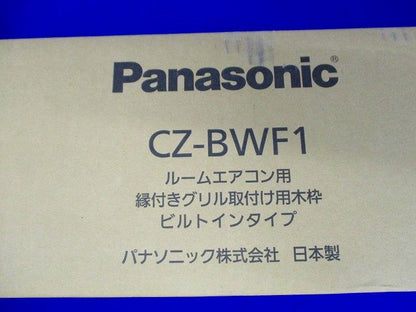 Panasonic®
CZ-BWF1
ルームエアコン用
縁付きグリル取付け用木枠
ビルトインタイプ
パナソニック株式会社 日本製